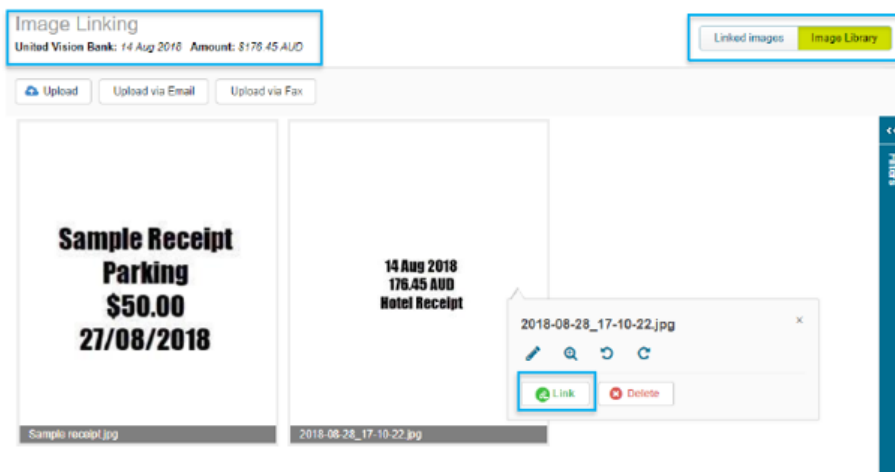 Image Linking
United Vision Bank: 14 Aug 2018 Amount: $176.45 AUD
Linked images
Image Library
Upload
Upload via Email
Upload via Fax
<<
Filters
Sample Receipt
Parking
$50.00
27/08/2018
Sample receipt.jpg
14 Aug 2018
176.45 AUD
Hotel Receipt
2018-08-28_17-10-22.jpg
2018-08-28_17-10-22.jpg
×
Link
Delete